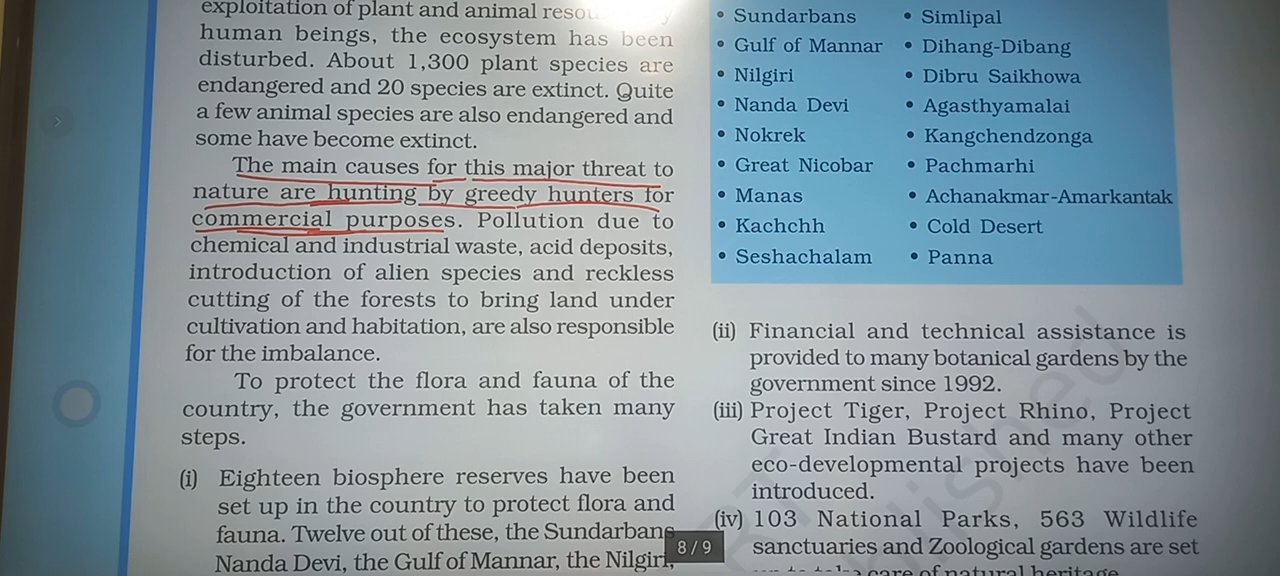 exploitation of plant and animal
human beings, the ecosystem has been
disturbed. About 1,300 plant species are
endangered and 20 species are extinct. Quite
a few animal species are also endangered and
some have become extinct.
The main causes for this major threat to
nature are hunting by greedy hunters for
commercial purposes. Pollution due to
chemical and industrial waste, acid deposits,
introduction of alien species and reckless
cutting of the forests to bring land under
cultivation and habitation, are also responsible
for the imbalance.
To protect the flora and fauna of the
country, the government has taken many
steps.
(i) Eighteen biosphere reserves have been
set up in the country to protect flora and
fauna. Twelve out of these, the Sundarbans
Nanda Devi, the Gulf of Mannar, the Nilgiri,
• Sundarbans
• Gulf of Mannar
• Nilgiri
• Nanda Devi
• Nokrek
• Great Nicobar
• Manas
• Kachchh
• Seshachalam
• Simlipal
• Dihang-Dibang
• Dibru Saikhowa
• Agasthyamalai
• Kangchendzonga
• Pachmarhi
• Achanakmar-Amarkantak
• Cold Desert
• Panna
(ii) Financial and technical assistance is
provided to many botanical gardens by the
government since 1992.
(iii) Project Tiger, Project Rhino, Project
Great Indian Bustard and many other
eco-developmental projects have been
introduced.
(iv) 103 National Parks, 563 Wildlife
sanctuaries and Zoological gardens are set
care of natural heritage
8/9